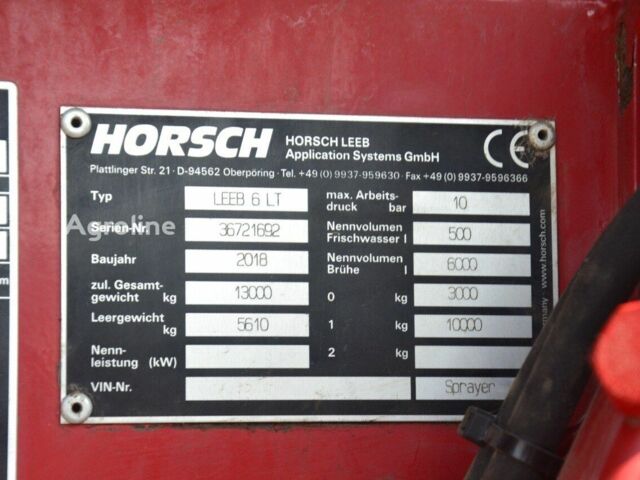 HORSCH
HORSCH LEEB
Application Systems GmbH
CE
Plattlinger Str. 21 · D-94562 Oberpöring · Tel. +49 (0) 9937-959630 · Fax +49 (0) 9937-9596366
Typ LEEB 6 LT
Serien-Nr. 36721692
Baujahr 2018
zul. Gesamt-
gewicht kg 13000
Leergewicht
kg 5610
Nenn-
leistung (kW)
VIN-Nr. Sprayer
max. Arbeits-
druck bar 10
Nennvolumen
Frischwasser l 500
Nennvolumen
Brühe l 6000
0 kg 3000
1 kg 10000
2 kg
www.horsch.com
many
Agroline
m